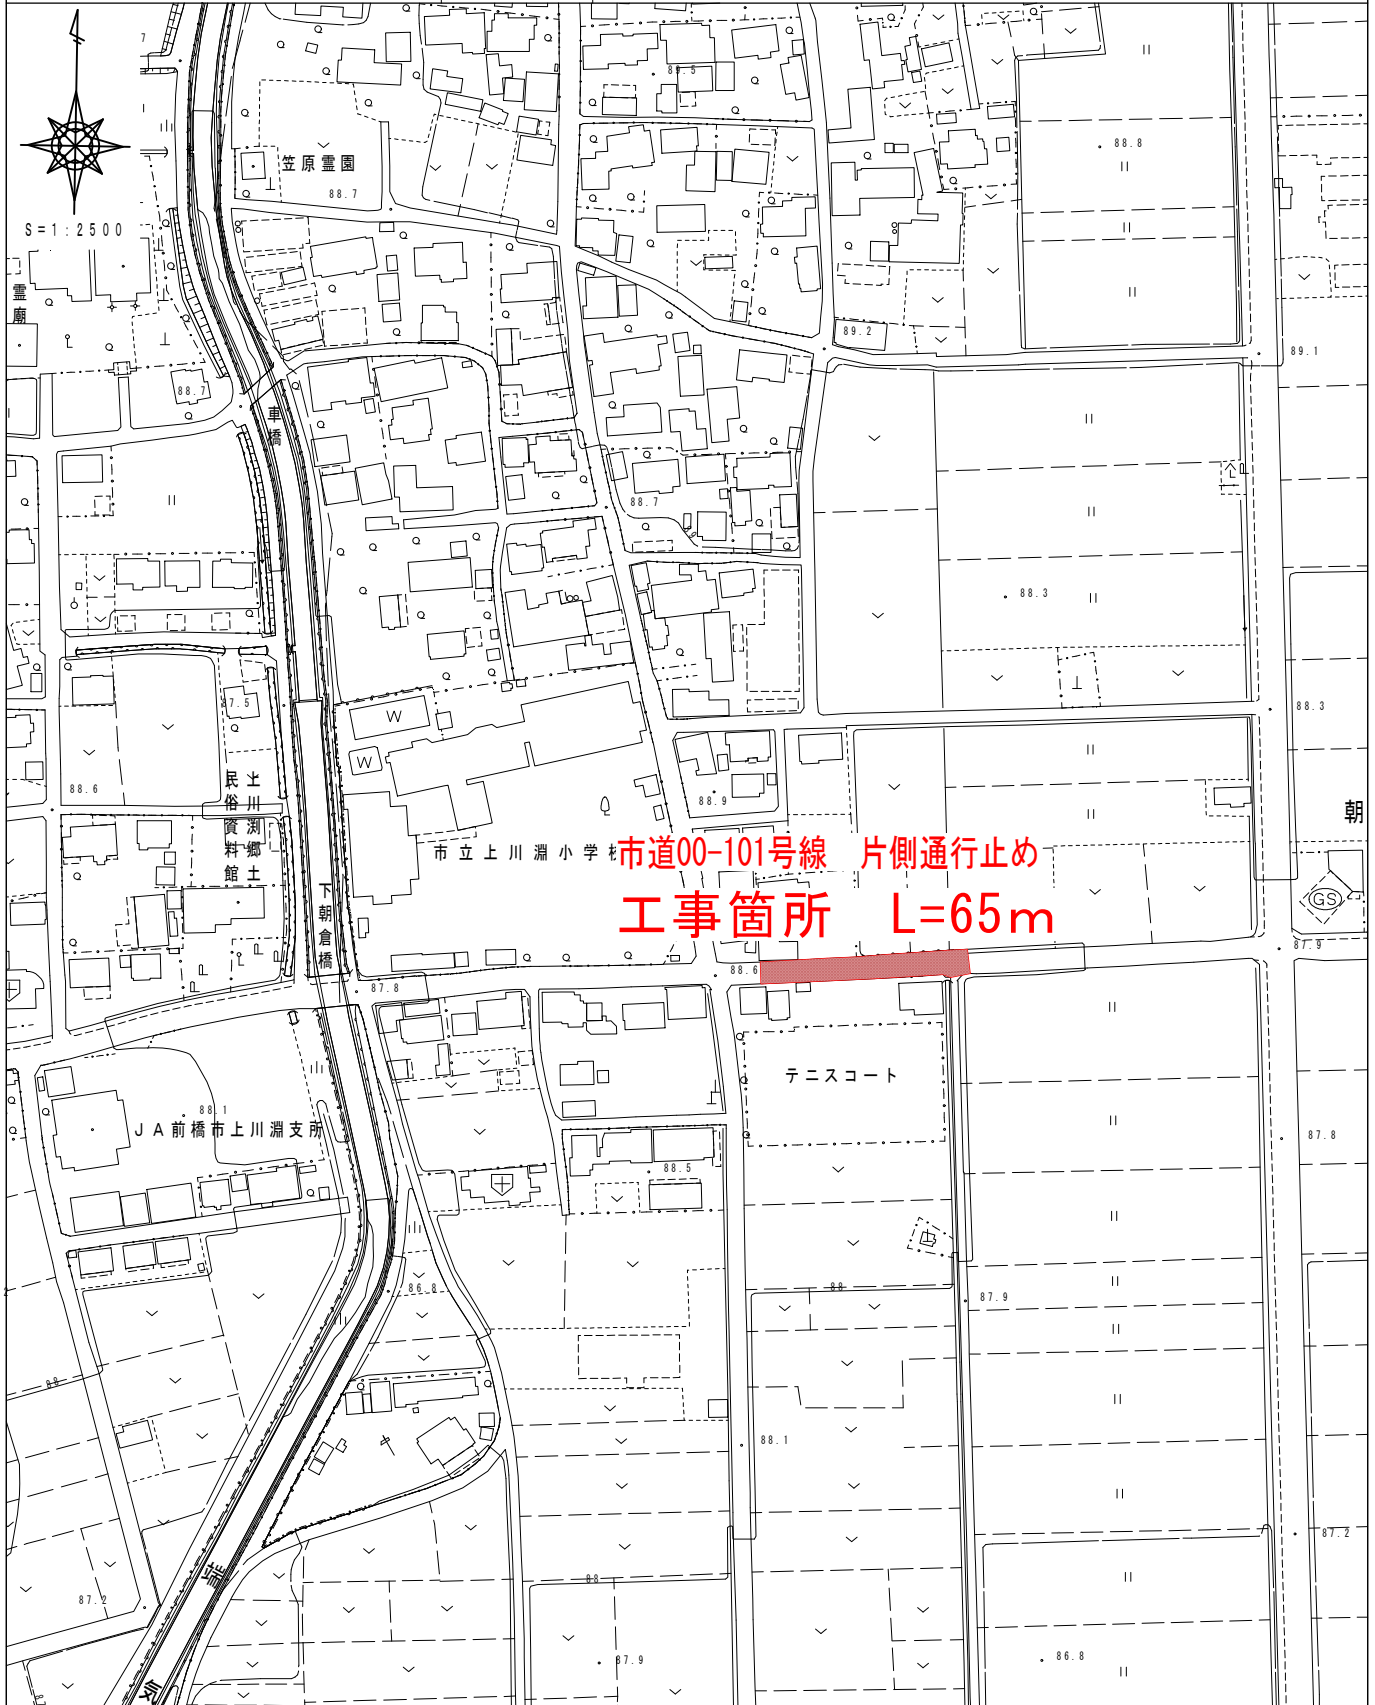 7
89.5
88.8
笠原霊園
88.7
S=1:2500
霊廟
89.2
89.1
88.7
車橋
88.7
88.3
87.5
88.3
W
W
88.6
88.9
上川渕郷土
民俗資料館
朝
市立上川淵小学校
市道00-101号線 片側通行止め
工事箇所 L=65m
GS
下朝倉橋
87.9
88.6
87.8
テニスコート
88.1
JA前橋市上川淵支所
87.8
88.5
86.8
88
87.9
88
88.1
87.2
88
87.2
87.9
86.8
龍
気